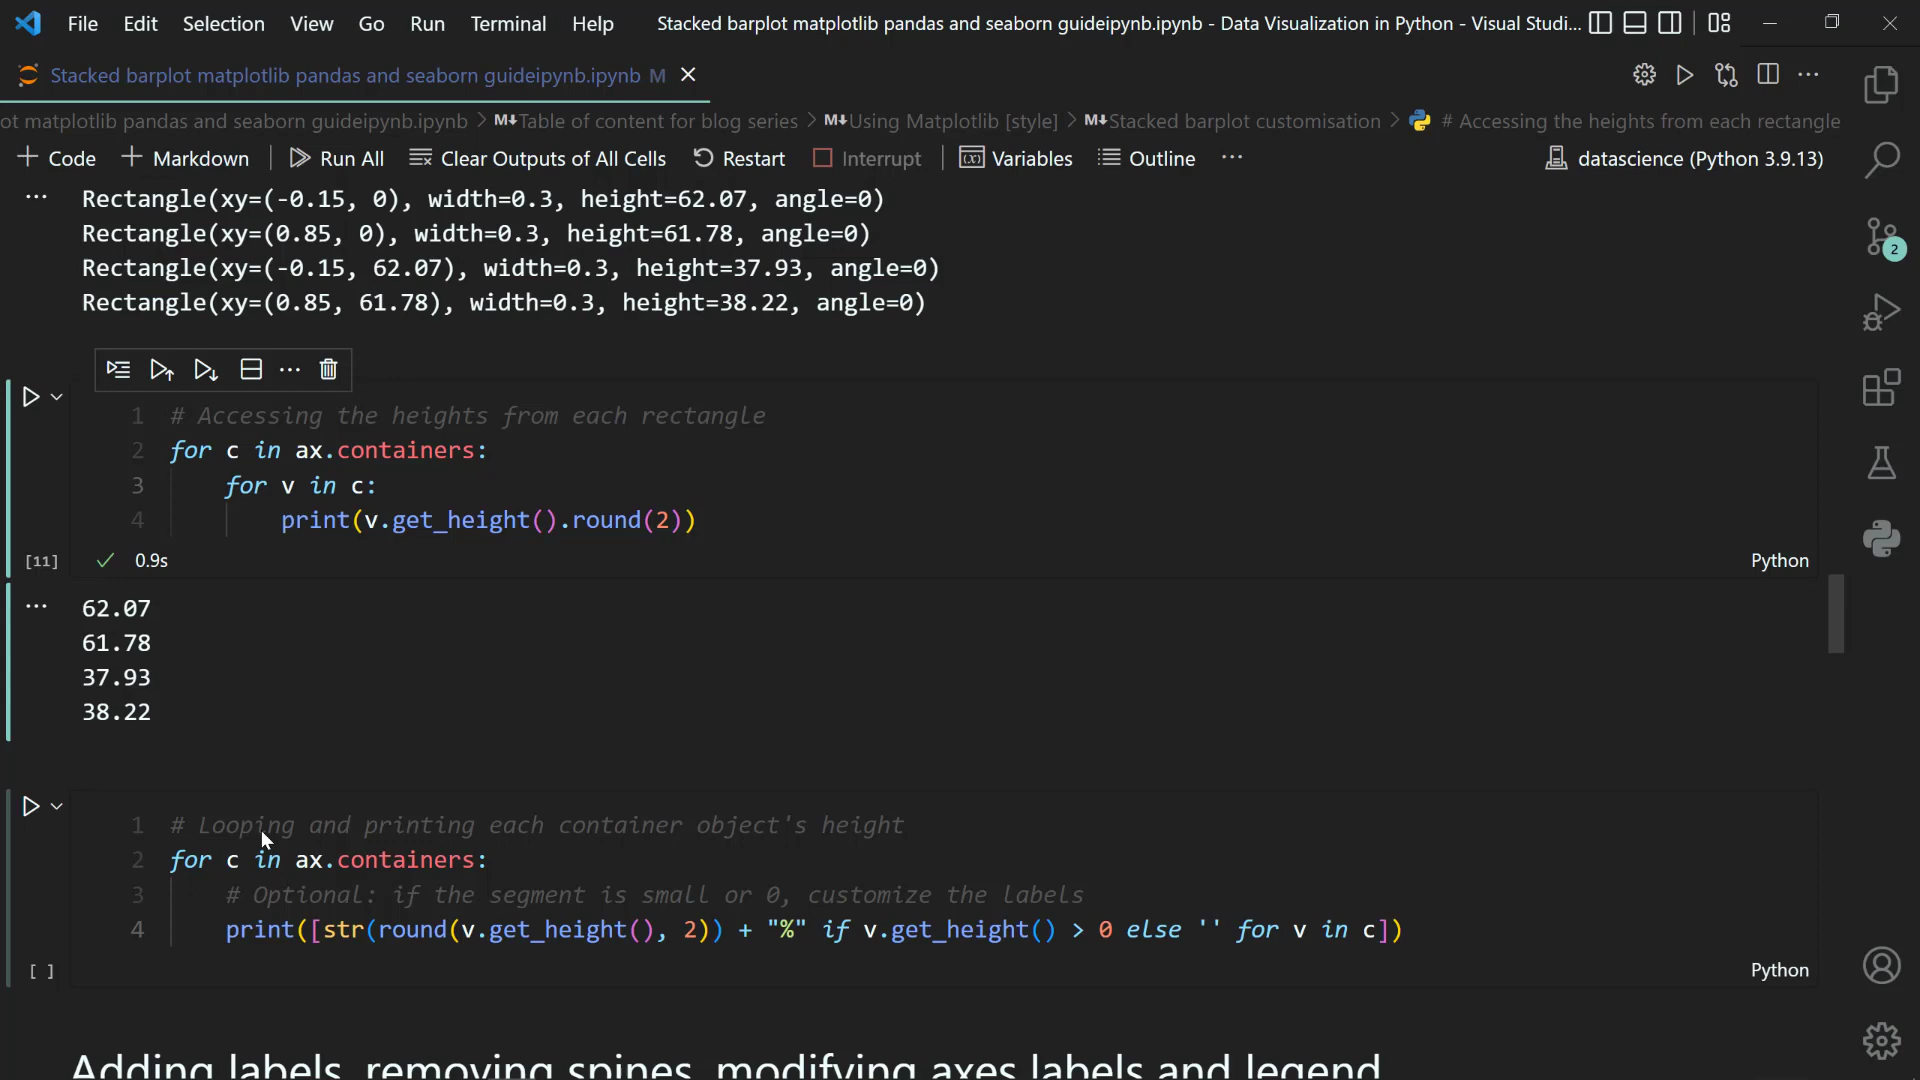 File Edit Selection View Go Run Terminal Help Stacked barplot matplotlib pandas and seaborn guideipynb.ipynb - Data Visualization in Python - Visual Studi...
Stacked barplot matplotlib pandas and seaborn guideipynb.ipynb M
ot matplotlib pandas and seaborn guideipynb.ipynb > M↓Table of content for blog series > M↓Using Matplotlib [style] > M↓Stacked barplot customisation > # Accessing the heights from each rectangle
+ Code + Markdown | Run All Clear Outputs of All Cells Restart Interrupt | Variables Outline ... datascience (Python 3.9.13)
... Rectangle(xy=(-0.15, 0), width=0.3, height=62.07, angle=0)
Rectangle(xy=(0.85, 0), width=0.3, height=61.78, angle=0)
2
Rectangle(xy=(-0.15, 62.07), width=0.3, height=37.93, angle=0)
Rectangle(xy=(0.85, 61.78), width=0.3, height=38.22, angle=0)
1 # Accessing the heights from each rectangle
2 for c in ax.containers:
3 for v in c:
4 print(v.get_height().round(2))
[11] ✓ 0.9s Python
... 62.07
61.78
37.93
38.22
1 # Looping and printing each container object's height
2 for c in ax.containers:
3 # Optional: if the segment is small or 0, customize the labels
4 print([str(round(v.get_height(), 2)) + "%" if v.get_height() > 0 else '' for v in c])
[ ] Python
Adding labels, removing spines, modifying axes labels and legend